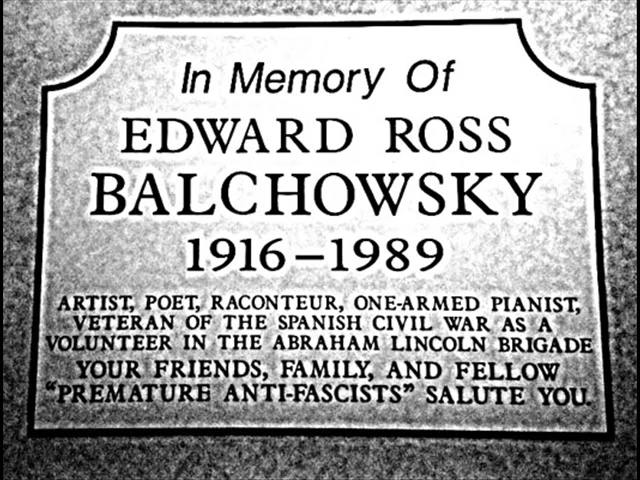 In Memory Of
EDWARD ROSS
BALCHOWSKY
1916–1989
ARTIST, POET, RACONTEUR, ONE-ARMED PIANIST,
VETERAN OF THE SPANISH CIVIL WAR AS A
VOLUNTEER IN THE ABRAHAM LINCOLN BRIGADE
YOUR FRIENDS, FAMILY, AND FELLOW
"PREMATURE ANTI-FASCISTS" SALUTE YOU.